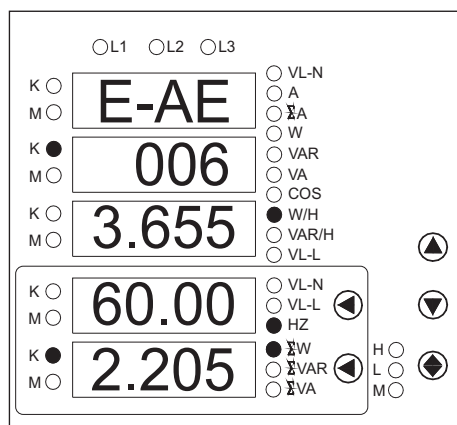 L1 L2 L3
K
M
E-AE
VL-N
A
ΣA
W
K
M
006
VAR
VA
COS
K
M
3.655
W/H
VAR/H
VL-L
K
M
60.00
VL-N
VL-L
HZ
K
M
2.205
ΣW
ΣVAR
ΣVA
H
L
M